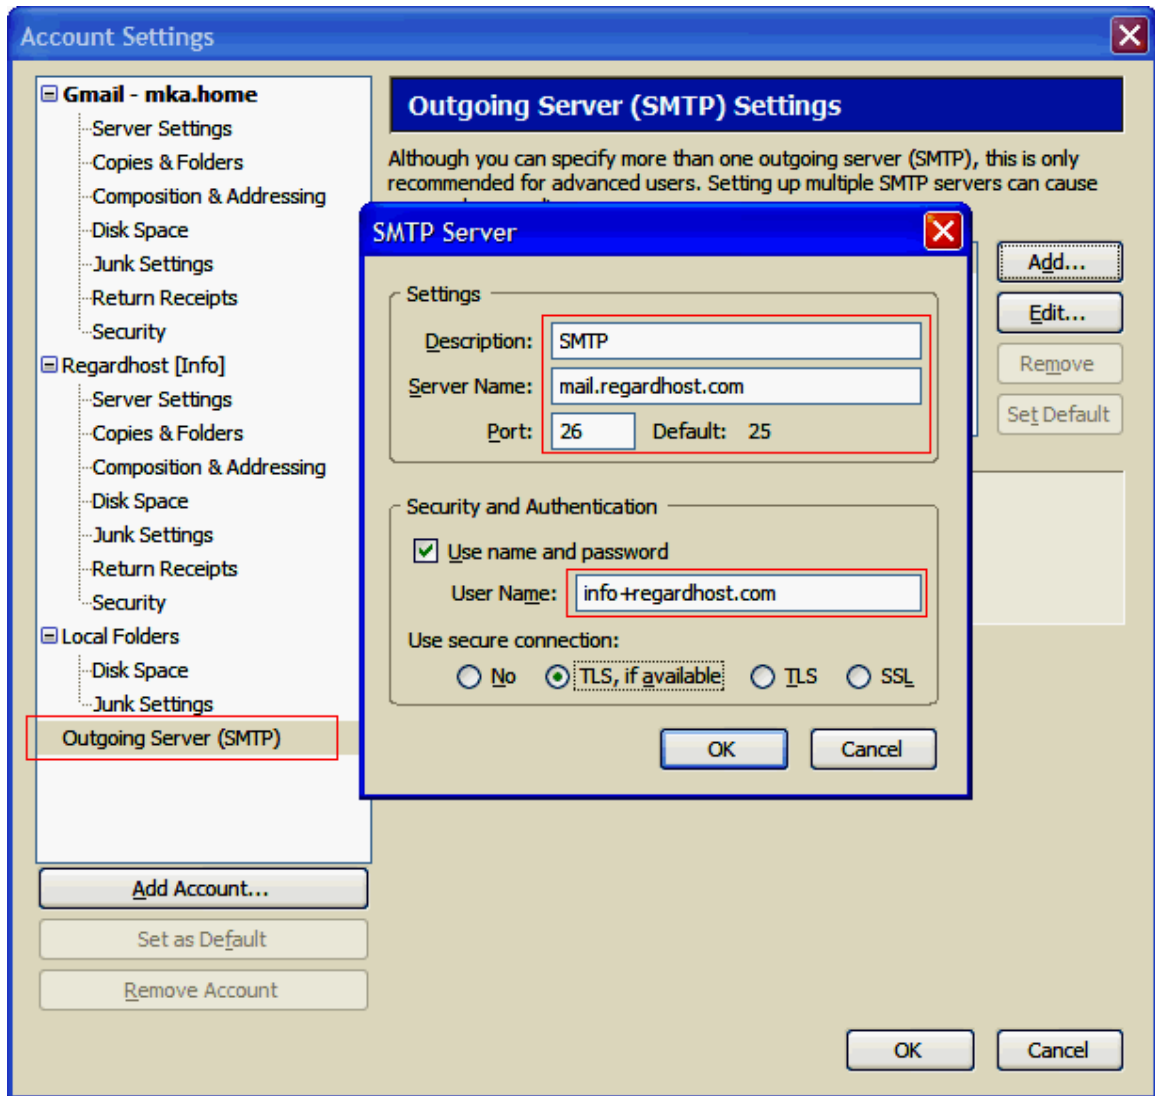 Account Settings
Gmail - mka.home
Server Settings
Copies & Folders
Composition & Addressing
Disk Space
Junk Settings
Return Receipts
Security
Regardhost [Info]
Server Settings
Copies & Folders
Composition & Addressing
Disk Space
Junk Settings
Return Receipts
Security
Local Folders
Disk Space
Junk Settings
Outgoing Server (SMTP)
Add Account...
Set as Default
Remove Account
Outgoing Server (SMTP) Settings
Although you can specify more than one outgoing server (SMTP), this is only
recommended for advanced users. Setting up multiple SMTP servers can cause
Add...
Edit...
Remove
Set Default
SMTP Server
Settings
Description: SMTP
Server Name: mail.regardhost.com
Port: 26 Default: 25
Security and Authentication
Use name and password
User Name: info+regardhost.com
Use secure connection:
No TLS, if available TLS SSL
OK Cancel
OK Cancel